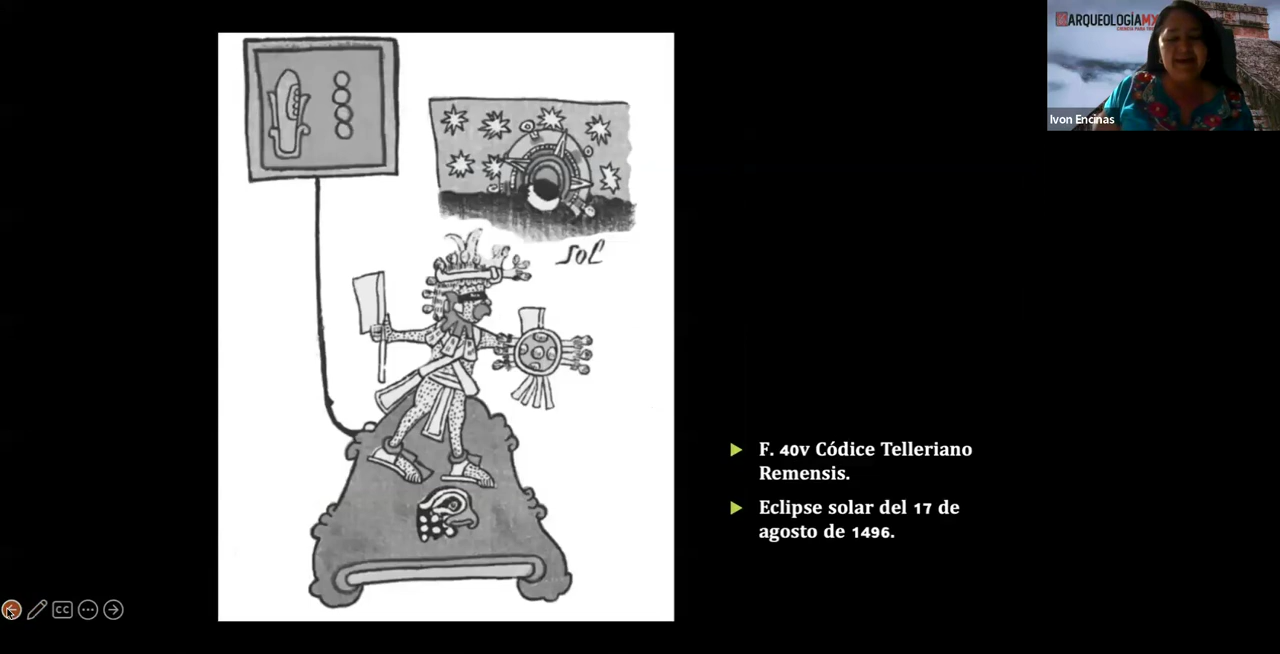 ARQUEOLOGÍAMX
Ivon Encinas
Sol
F. 40v Códice Telleriano
Remensis.
Eclipse solar del 17 de
agosto de 1496.
CC